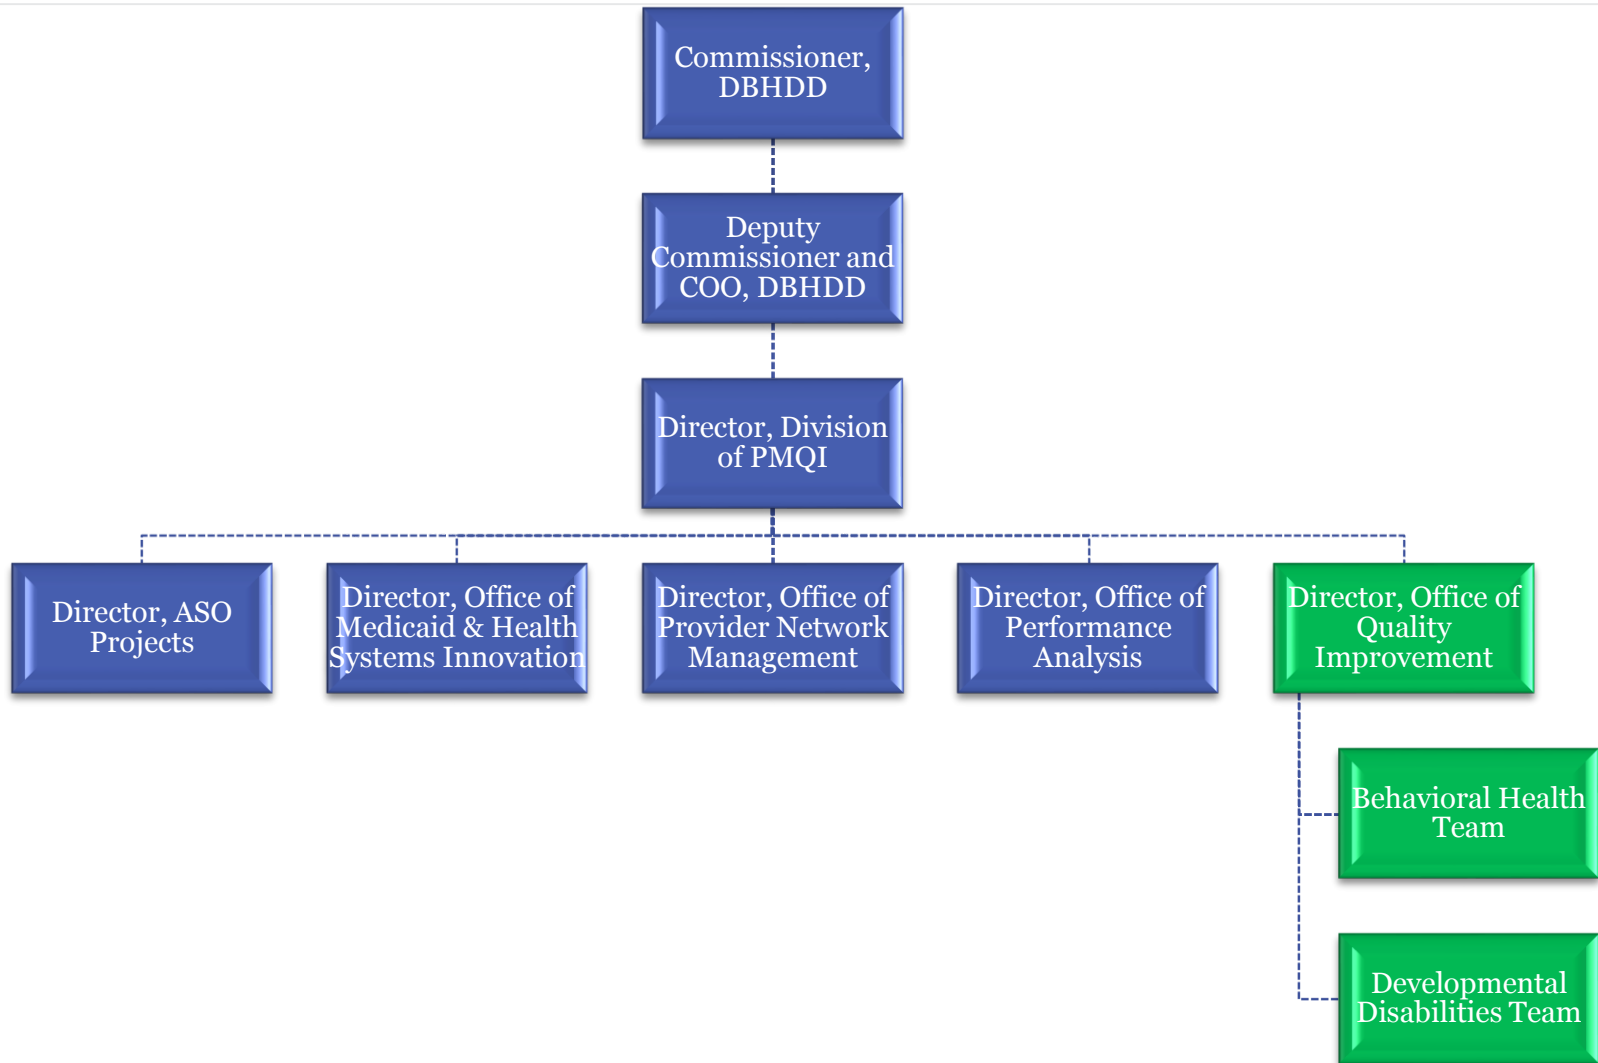 Commissioner,
DBHDD
Deputy
Commissioner and
COO, DBHDD
Director, Division
of PMQI
Director, ASO
Projects
Director, Office of
Medicaid & Health
Systems Innovation
Director, Office of
Provider Network
Management
Director, Office of
Performance
Analysis
Director, Office of
Quality
Improvement
Behavioral Health
Team
Developmental
Disabilities Team